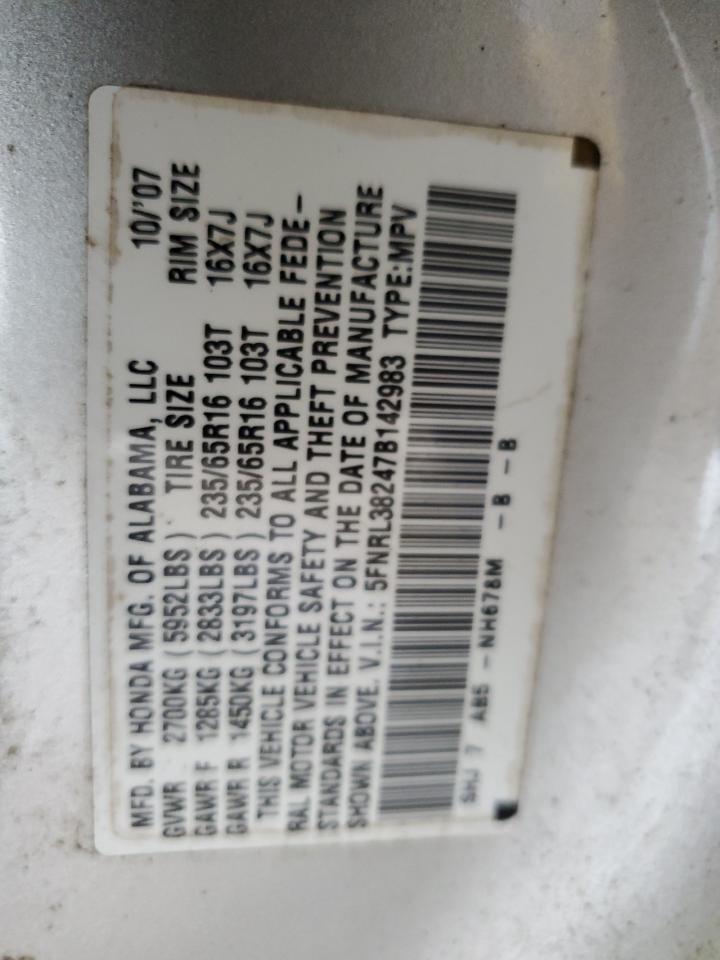 MFD. BY HONDA MFG. OF ALABAMA, LLC 10/'07
GVWR 2700KG (5952LBS) TIRE SIZE RIM SIZE
GAWR F 1285KG (2833LBS) 235/65R16 103T 16X7J
GAWR R 1450KG (3197LBS) 235/65R16 103T 16X7J
THIS VEHICLE CONFORMS TO ALL APPLICABLE FEDE-
RAL MOTOR VEHICLE SAFETY AND THEFT PREVENTION
STANDARDS IN EFFECT ON THE DATE OF MANUFACTURE
SHOWN ABOVE. V.I.N.: 5FNRL38247B142983 TYPE:MPV
SHJ 7 AB5 -NH678M - B - B